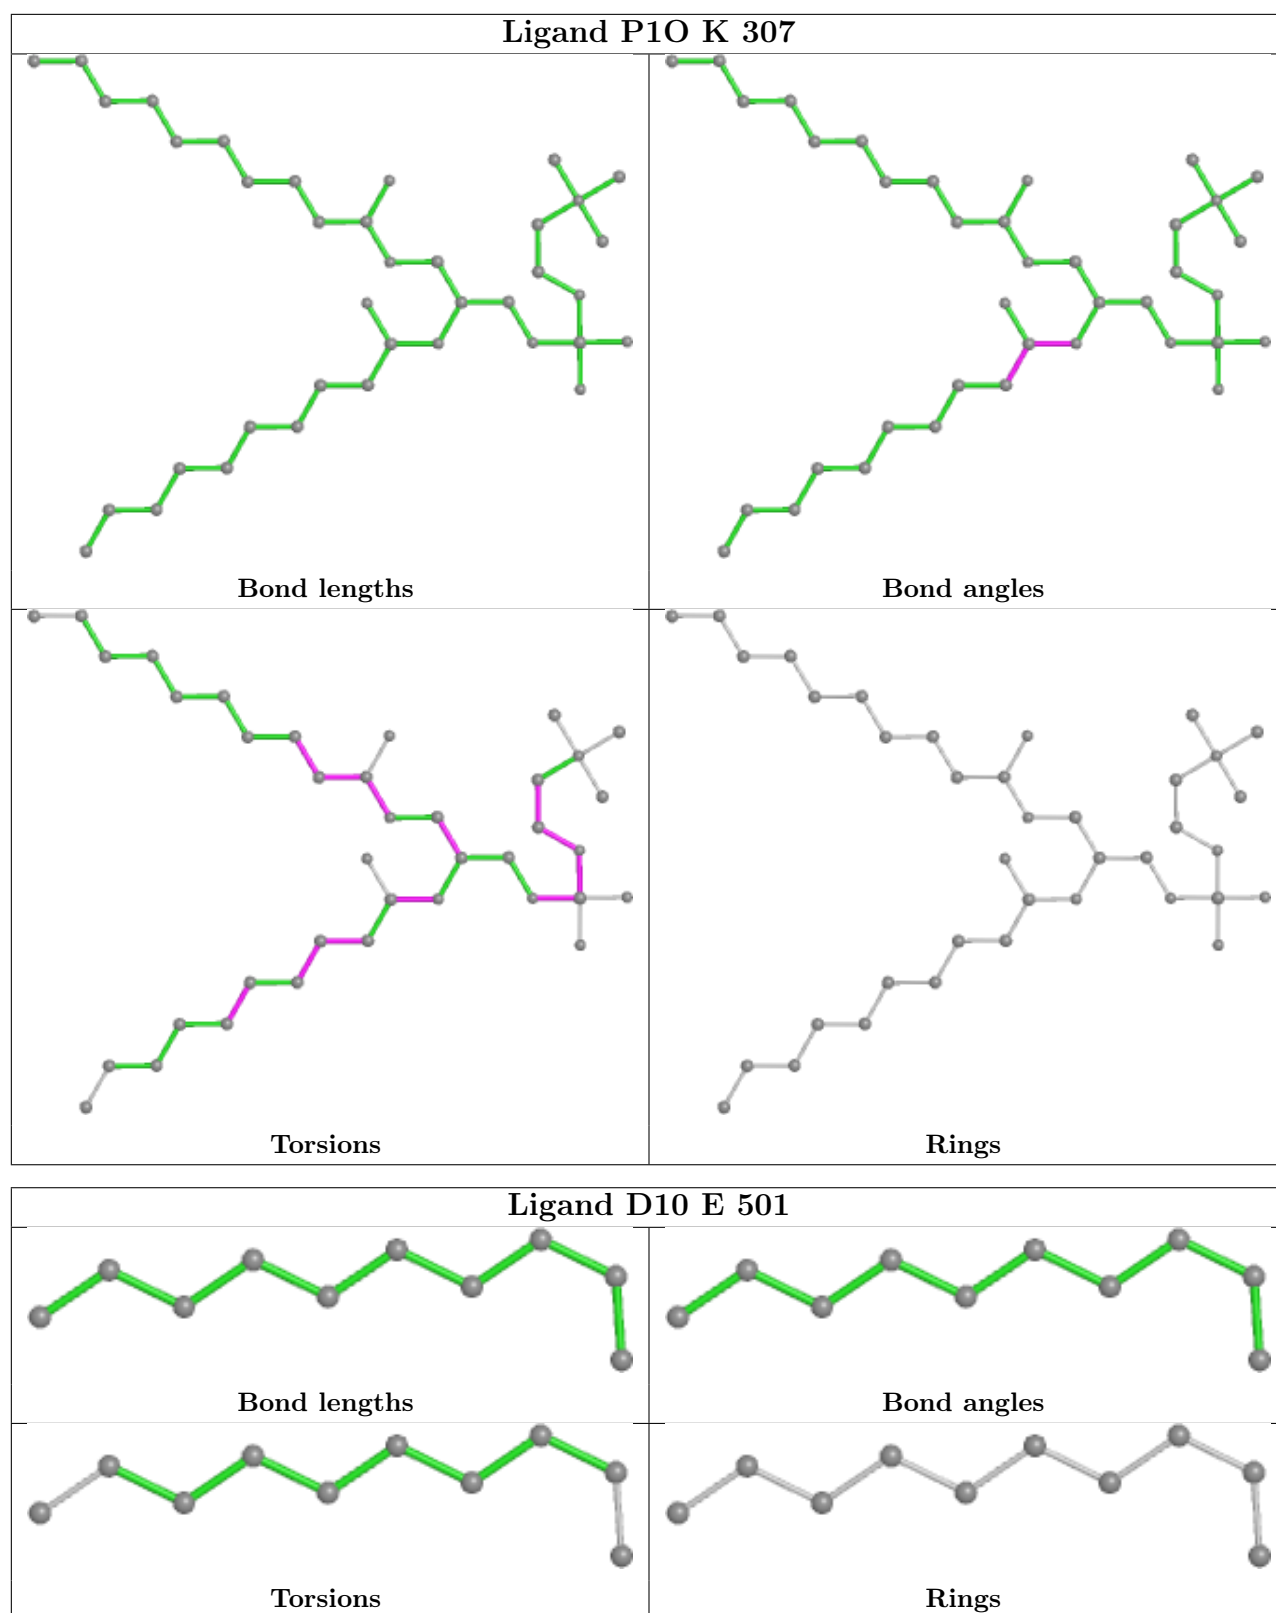 Ligand P1O K 307
Bond lengths
Bond angles
Torsions
Rings
Ligand D10 E 501
Bond lengths
Bond angles
Torsions
Rings